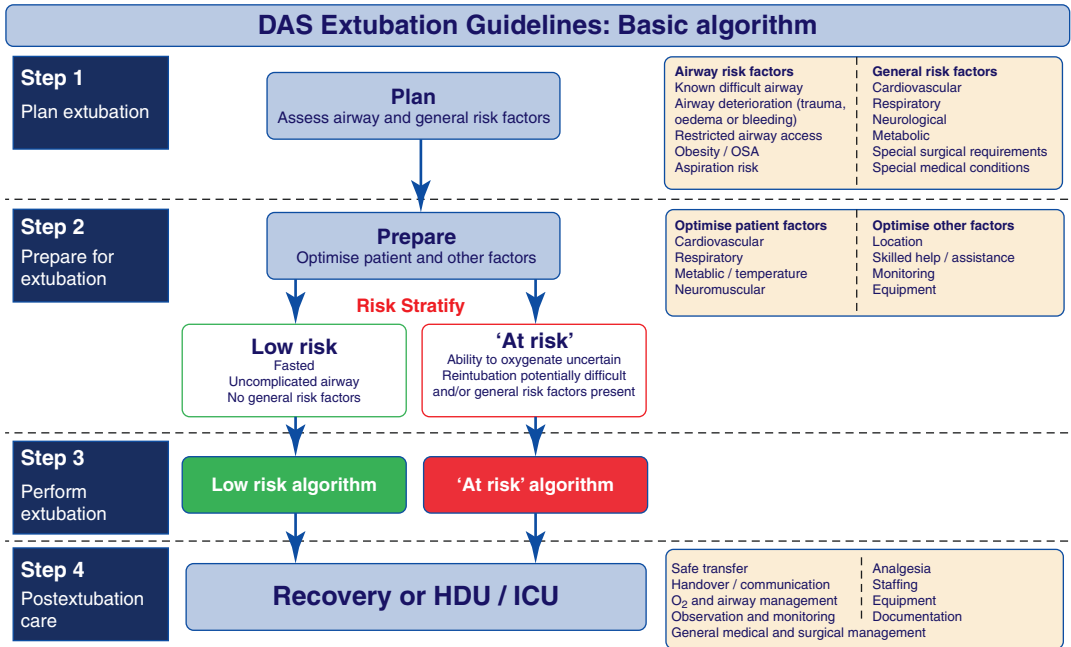 DAS Extubation Guidelines: Basic algorithm
Step 1
Plan extubation
Plan
Assess airway and general risk factors
Airway risk factors
Known difficult airway
Airway deterioration (trauma,
oedema or bleeding)
Restricted airway access
Obesity / OSA
Aspiration risk
General risk factors
Cardiovascular
Respiratory
Neurological
Metabolic
Special surgical requirements
Special medical conditions
Step 2
Prepare for
extubation
Prepare
Optimise patient and other factors
Optimise patient factors
Cardiovascular
Respiratory
Metablic / temperature
Neuromuscular
Optimise other factors
Location
Skilled help / assistance
Monitoring
Equipment
Risk Stratify
Low risk
Fasted
Uncomplicated airway
No general risk factors
‘At risk’
Ability to oxygenate uncertain
Reintubation potentially difficult
and/or general risk factors present
Step 3
Perform
extubation
Low risk algorithm
‘At risk’ algorithm
Step 4
Postextubation
care
Recovery or HDU / ICU
Safe transfer
Handover / communication
O₂ and airway management
Observation and monitoring
General medical and surgical management
Analgesia
Staffing
Equipment
Documentation